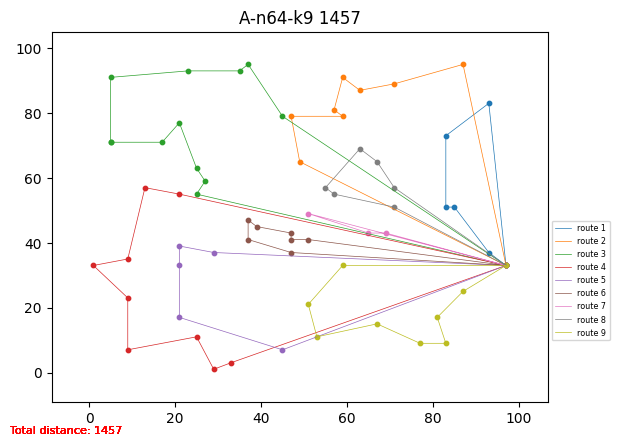 A-n64-k9 1457
100
80
60
40
20
0
0 20 40 60 80 100
route 1
route 2
route 3
route 4
route 5
route 6
route 7
route 8
route 9
Total distance: 1457